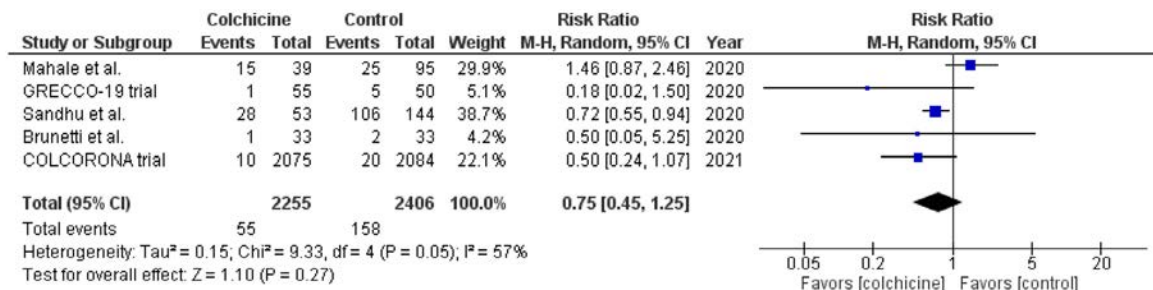 Colchicine Control Risk Ratio Risk Ratio
Study or Subgroup Events Total Events Total Weight M-H, Random, 95% CI Year M-H, Random, 95% CI
Mahale et al. 15 39 25 95 29.9% 1.46 [0.87, 2.46] 2020
GRECCO-19 trial 1 55 5 50 5.1% 0.18 [0.02, 1.50] 2020
Sandhu et al. 28 53 106 144 38.7% 0.72 [0.55, 0.94] 2020
Brunetti et al. 1 33 2 33 4.2% 0.50 [0.05, 5.25] 2020
COLCORONA trial 10 2075 20 2084 22.1% 0.50 [0.24, 1.07] 2021
Total (95% CI) 2255 2406 100.0% 0.75 [0.45, 1.25]
Total events 55 158
Heterogeneity: Tau² = 0.15; Chi² = 9.33, df = 4 (P = 0.05); I² = 57%
Test for overall effect: Z = 1.10 (P = 0.27)
0.05 0.2 1 5 20
Favors [colchicine] Favors [control]